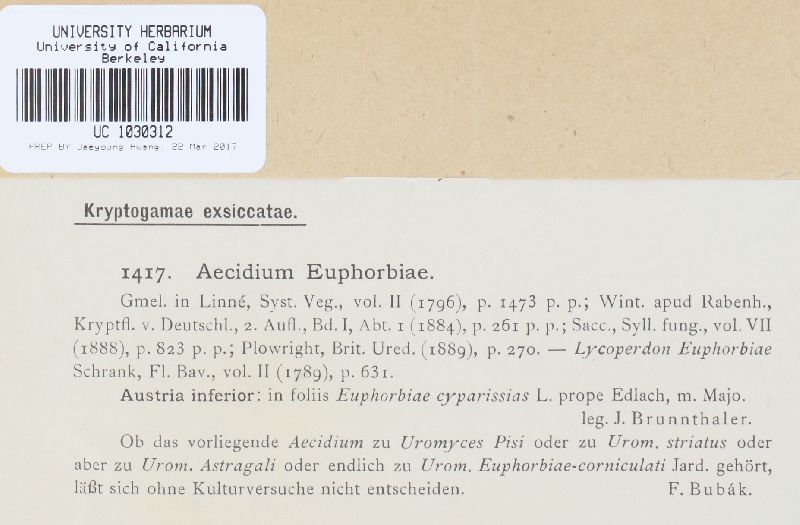 UNIVERSITY HERBARIUM
University of California
Berkeley
UC 1030312
PREP BY Jaeyoung Hwang, 22 Mar 2017
Kryptogamae exsiccatae.
1417. Aecidium Euphorbiae.
Gmel. in Linné, Syst. Veg., vol. II (1796), p. 1473 p. p.; Wint. apud Rabenh.,
Kryptfl. v. Deutschl., 2. Aufl., Bd. I, Abt. 1 (1884), p. 261 p. p.; Sacc., Syll. fung., vol. VII
(1888), p. 823 p. p.; Plowright, Brit. Ured. (1889), p. 270. — Lycoperdon Euphorbiae
Schrank, Fl. Bav., vol. II (1789), p. 631.
Austria inferior: in foliis Euphorbiae cyparissias L. prope Edlach, m. Majo.
leg. J. Brunnthaler.
Ob das vorliegende Aecidium zu Uromyces Pisi oder zu Urom. striatus oder
aber zu Urom. Astragali oder endlich zu Urom. Euphorbiae-corniculati Jard. gehört,
läßt sich ohne Kulturversuche nicht entscheiden. F. Bubák.